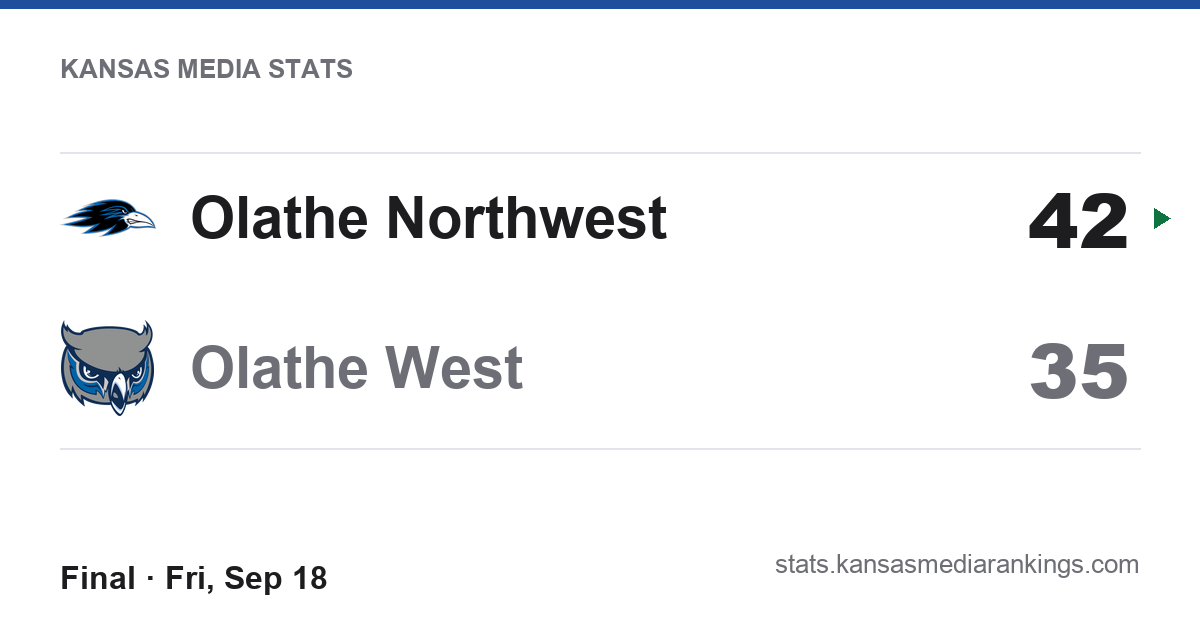 KANSAS MEDIA STATS
Olathe Northwest 42
Olathe West 35
Final · Fri, Sep 18
stats.kansasmediarankings.com